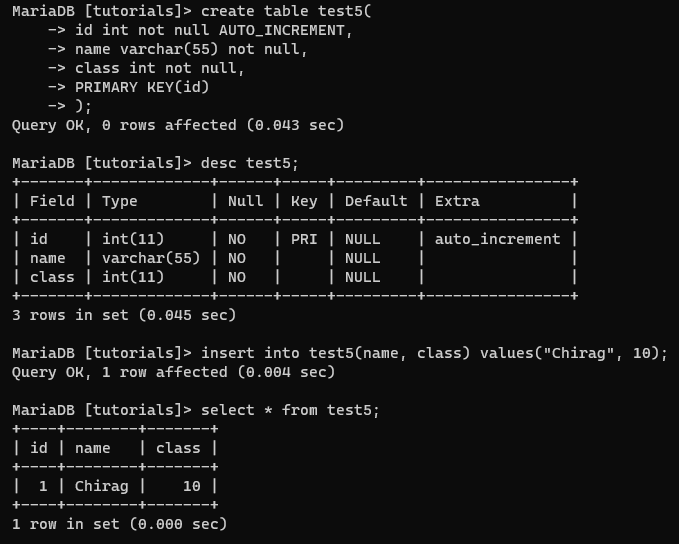 MariaDB [tutorials]> create table test5(
    -> id int not null AUTO_INCREMENT,
    -> name varchar(55) not null,
    -> class int not null,
    -> PRIMARY KEY(id)
    -> );
Query OK, 0 rows affected (0.043 sec)

MariaDB [tutorials]> desc test5;
+-------+-------------+------+-----+---------+----------------+
| Field | Type        | Null | Key | Default | Extra          |
+-------+-------------+------+-----+---------+----------------+
| id    | int(11)     | NO   | PRI | NULL    | auto_increment |
| name  | varchar(55) | NO   |     | NULL    |                |
| class | int(11)     | NO   |     | NULL    |                |
+-------+-------------+------+-----+---------+----------------+
3 rows in set (0.045 sec)

MariaDB [tutorials]> insert into test5(name, class) values("Chirag", 10);
Query OK, 1 row affected (0.004 sec)

MariaDB [tutorials]> select * from test5;
+----+--------+-------+
| id | name   | class |
+----+--------+-------+
|  1 | Chirag |    10 |
+----+--------+-------+
1 row in set (0.000 sec)